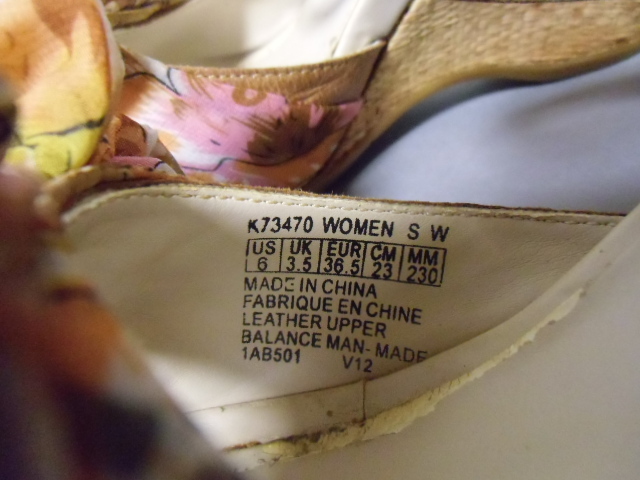 K73470 WOMEN S W
US UK EUR CM MM
6 3.5 36.5 23 230
MADE IN CHINA
FABRIQUE EN CHINE
LEATHER UPPER
BALANCE MAN-MADE
1AB501 V12